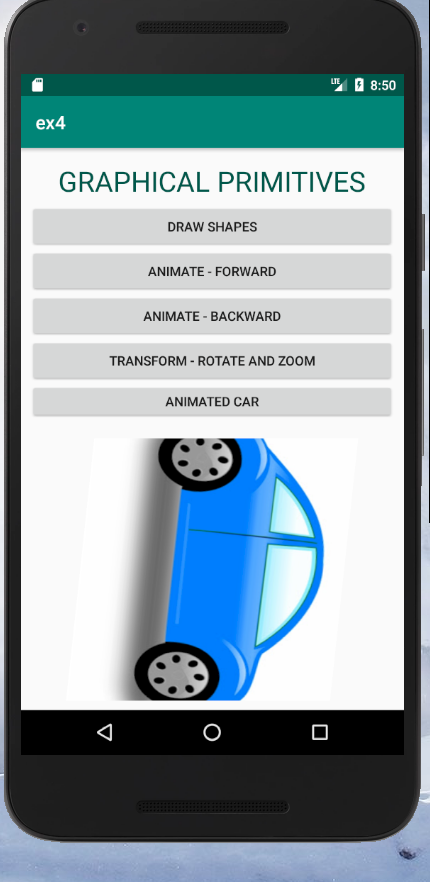 LTE 8:50
ex4
GRAPHICAL PRIMITIVES
DRAW SHAPES
ANIMATE - FORWARD
ANIMATE - BACKWARD
TRANSFORM - ROTATE AND ZOOM
ANIMATED CAR